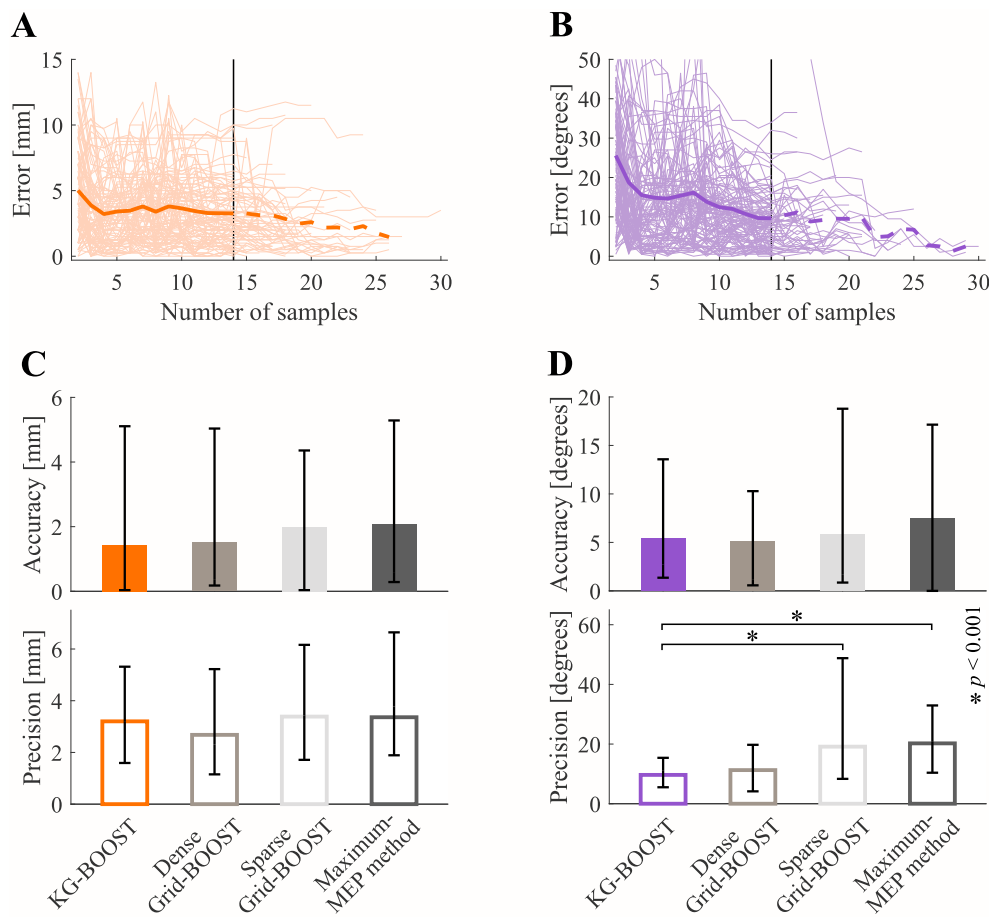 A
B
15
10
5
0
Error [mm]
5
10
15
20
25
30
Number of samples
50
40
30
20
10
0
Error [degrees]
5
10
15
20
25
30
Number of samples
C
D
6
4
2
0
Accuracy [mm]
20
15
10
5
0
Accuracy [degrees]
6
4
2
0
Precision [mm]
60
40
20
0
Precision [degrees]
*
*
* p < 0.001
KG-BOOST
Dense
Grid-BOOST
Sparse
Grid-BOOST
Maximum-
MEP method
KG-BOOST
Dense
Grid-BOOST
Sparse
Grid-BOOST
Maximum-
MEP method